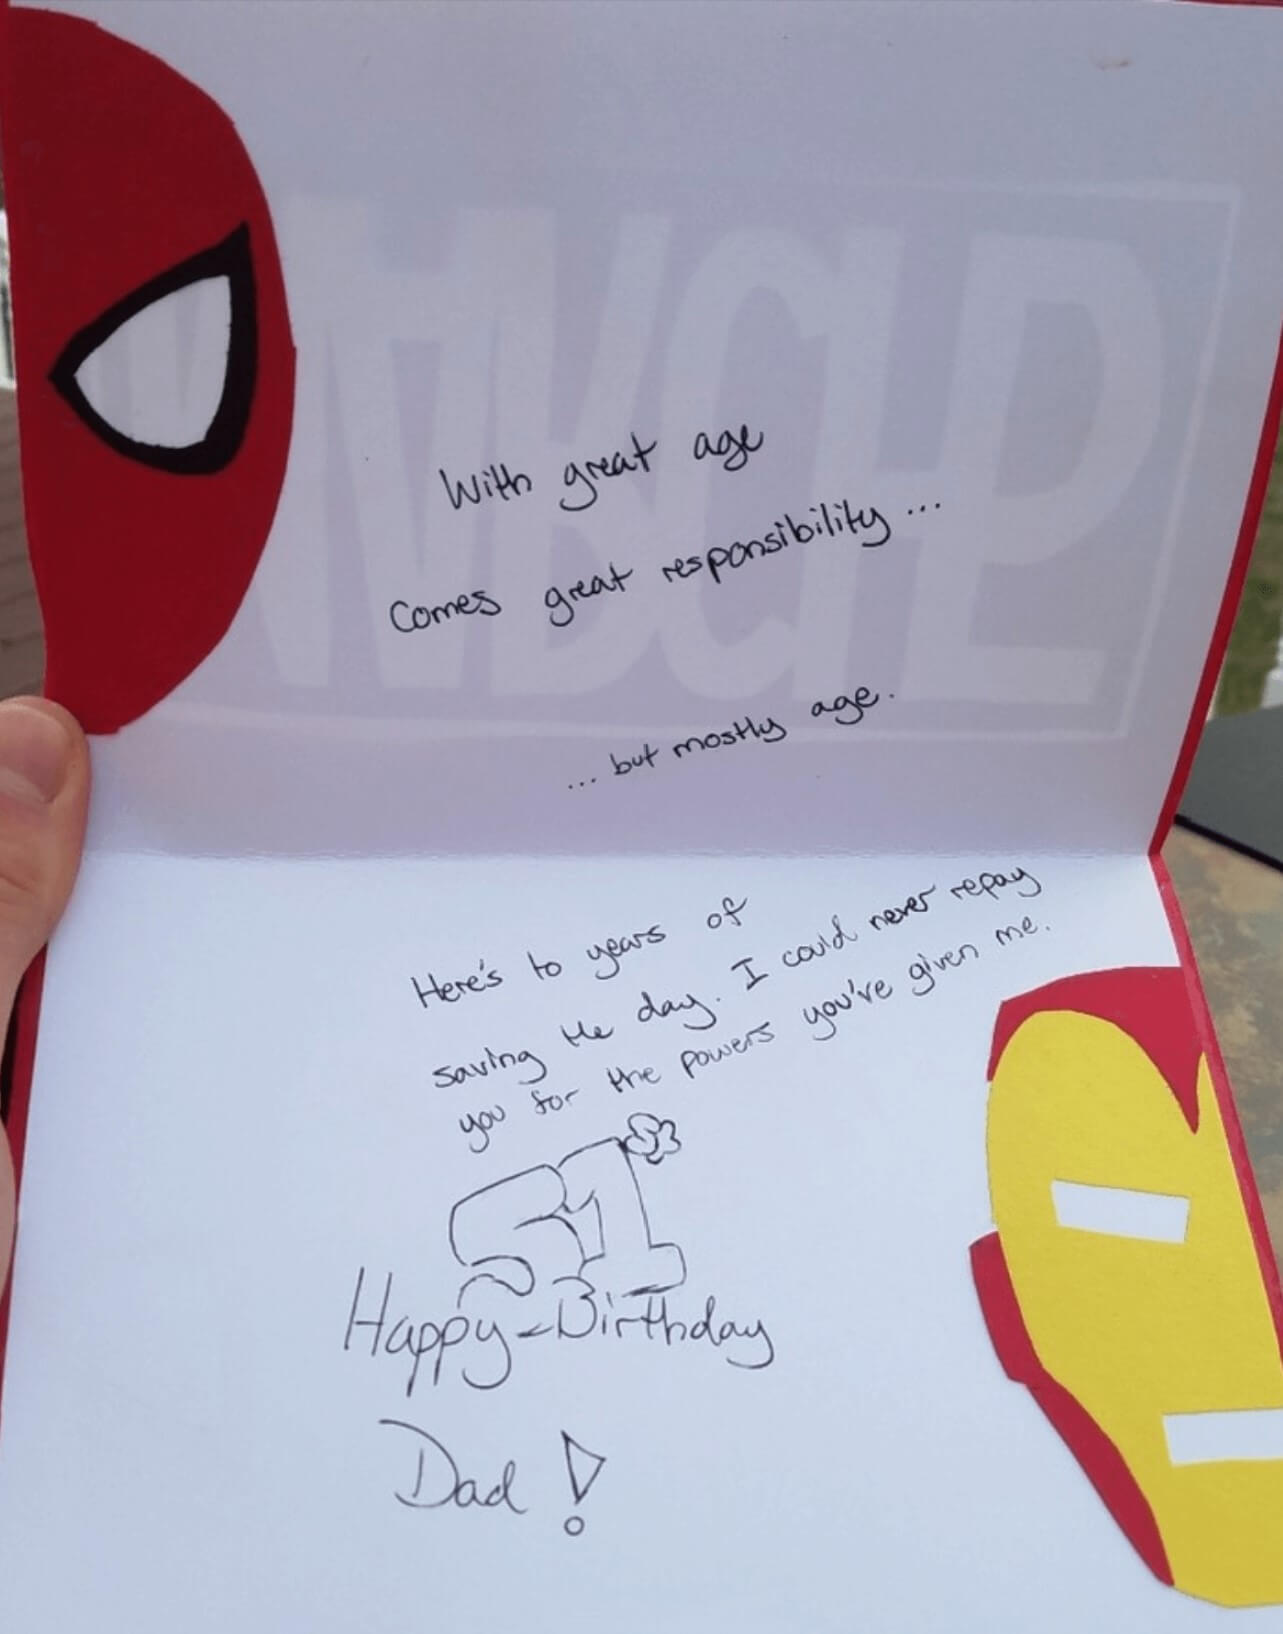 With great age
Comes great responsibility...
...but mostly age.
Here's to years of
saving the day. I could never repay
you for the powers you've given me.
51
Happy Birthday
Dad!